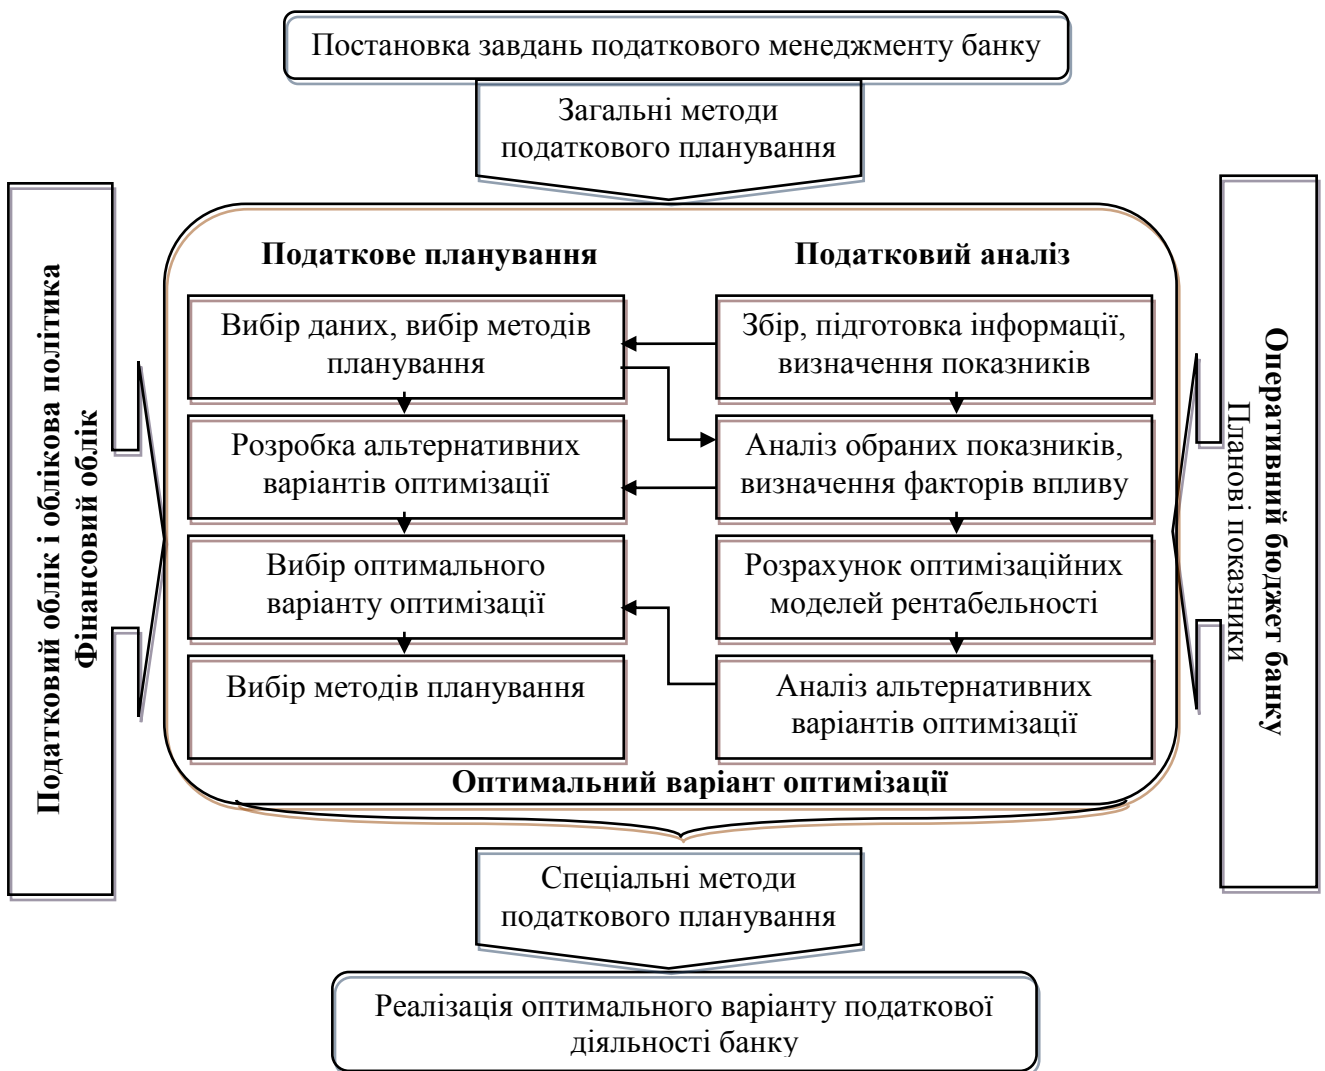 Постановка завдань податкового менеджменту банку
Загальні методи
податкового планування
Податковий облік і облікова політика
Фінансовий облік
Податкове планування
Вибір даних, вибір методів
планування
Розробка альтернативних
варіантів оптимізації
Вибір оптимального
варіанту оптимізації
Вибір методів планування
Податковий аналіз
Збір, підготовка інформації,
визначення показників
Аналіз обраних показників,
визначення факторів впливу
Розрахунок оптимізаційних
моделей рентабельності
Аналіз альтернативних
варіантів оптимізації
Оптимальний варіант оптимізації
Оперативний бюджет банку
Планові показники
Спеціальні методи
податкового планування
Реалізація оптимального варіанту податкової
діяльності банку